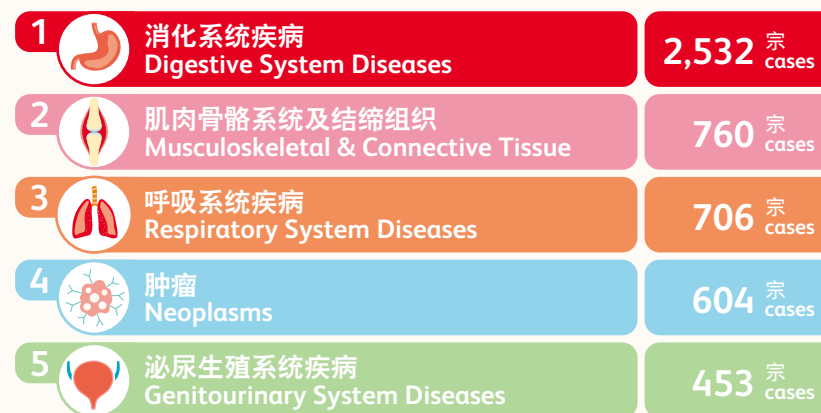 1
消化系统疾病
Digestive System Diseases
2,532 宗 cases
2
肌肉骨骼系统及结缔组织
Musculoskeletal & Connective Tissue
760 宗 cases
3
呼吸系统疾病
Respiratory System Diseases
706 宗 cases
4
肿瘤
Neoplasms
604 宗 cases
5
泌尿生殖系统疾病
Genitourinary System Diseases
453 宗 cases